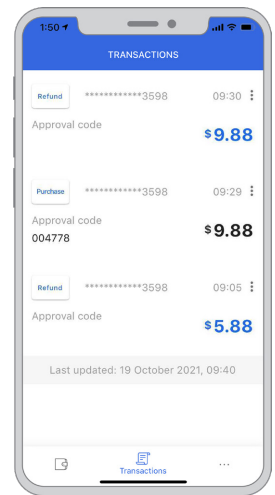 1:50
TRANSACTIONS
Refund ************3598 09:30
Approval code
$9.88
Purchase ************3598 09:29
Approval code
004778
$9.88
Refund ************3598 09:05
Approval code
$5.88
Last updated: 19 October 2021, 09:40
Transactions